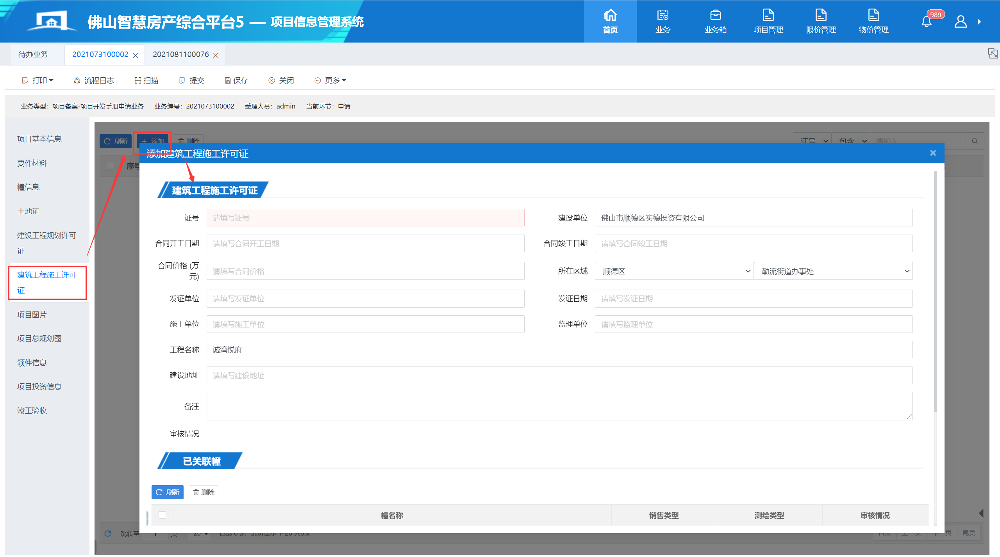 佛山智慧房产综合平台5 — 项目信息管理系统
首页
业务
业务箱
项目管理
限价管理
物价管理
989
待办业务
2021073100002
2021081100076
打印
流程日志
扫描
提交
保存
关闭
更多
业务类型：项目备案-项目开发手册申请业务 业务编号：2021073100002 受理人员：admin 当前环节：申请
项目基本信息
要件材料
幢信息
土地证
建设工程规划许可
证
建筑工程施工许可
证
项目图片
项目总规划图
领件信息
项目投资信息
竣工验收
刷新
添加
删除
证号
包含
请输入
序号
添加建筑工程施工许可证
建筑工程施工许可证
证号 请填写证号
建设单位 佛山市顺德区实德投资有限公司
合同开工日期 请填写合同开工日期
合同竣工日期 请填写合同竣工日期
合同价格 (万
元) 请填写合同价格
所在区域 顺德区 勒流街道办事处
发证单位 请填写发证单位
发证日期 请填写发证日期
施工单位 请填写施工单位
监理单位 请填写监理单位
工程名称 诚湾悦府
建设地址 请填写建设地址
备注
审核情况
已关联幢
刷新
删除
幢名称 销售类型 测绘类型 审核情况
跳转至 1 页 20 已选 0 条 此页显示 1-20 共0条
首页 上一页 下一页 尾页